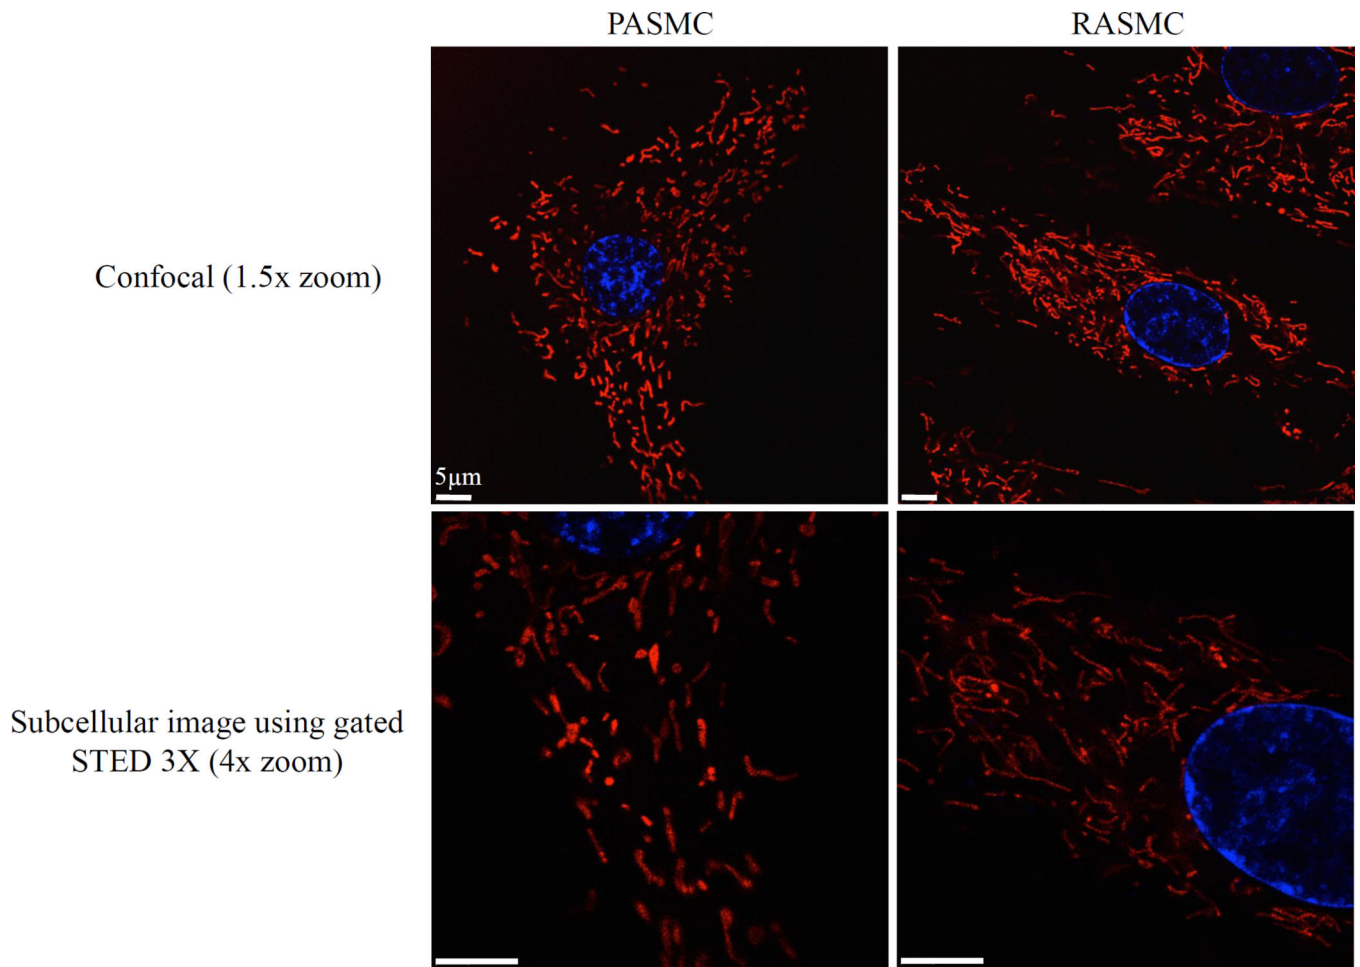 PASMC
RASMC
Confocal (1.5x zoom)
5µm
Subcellular image using gated
STED 3X (4x zoom)